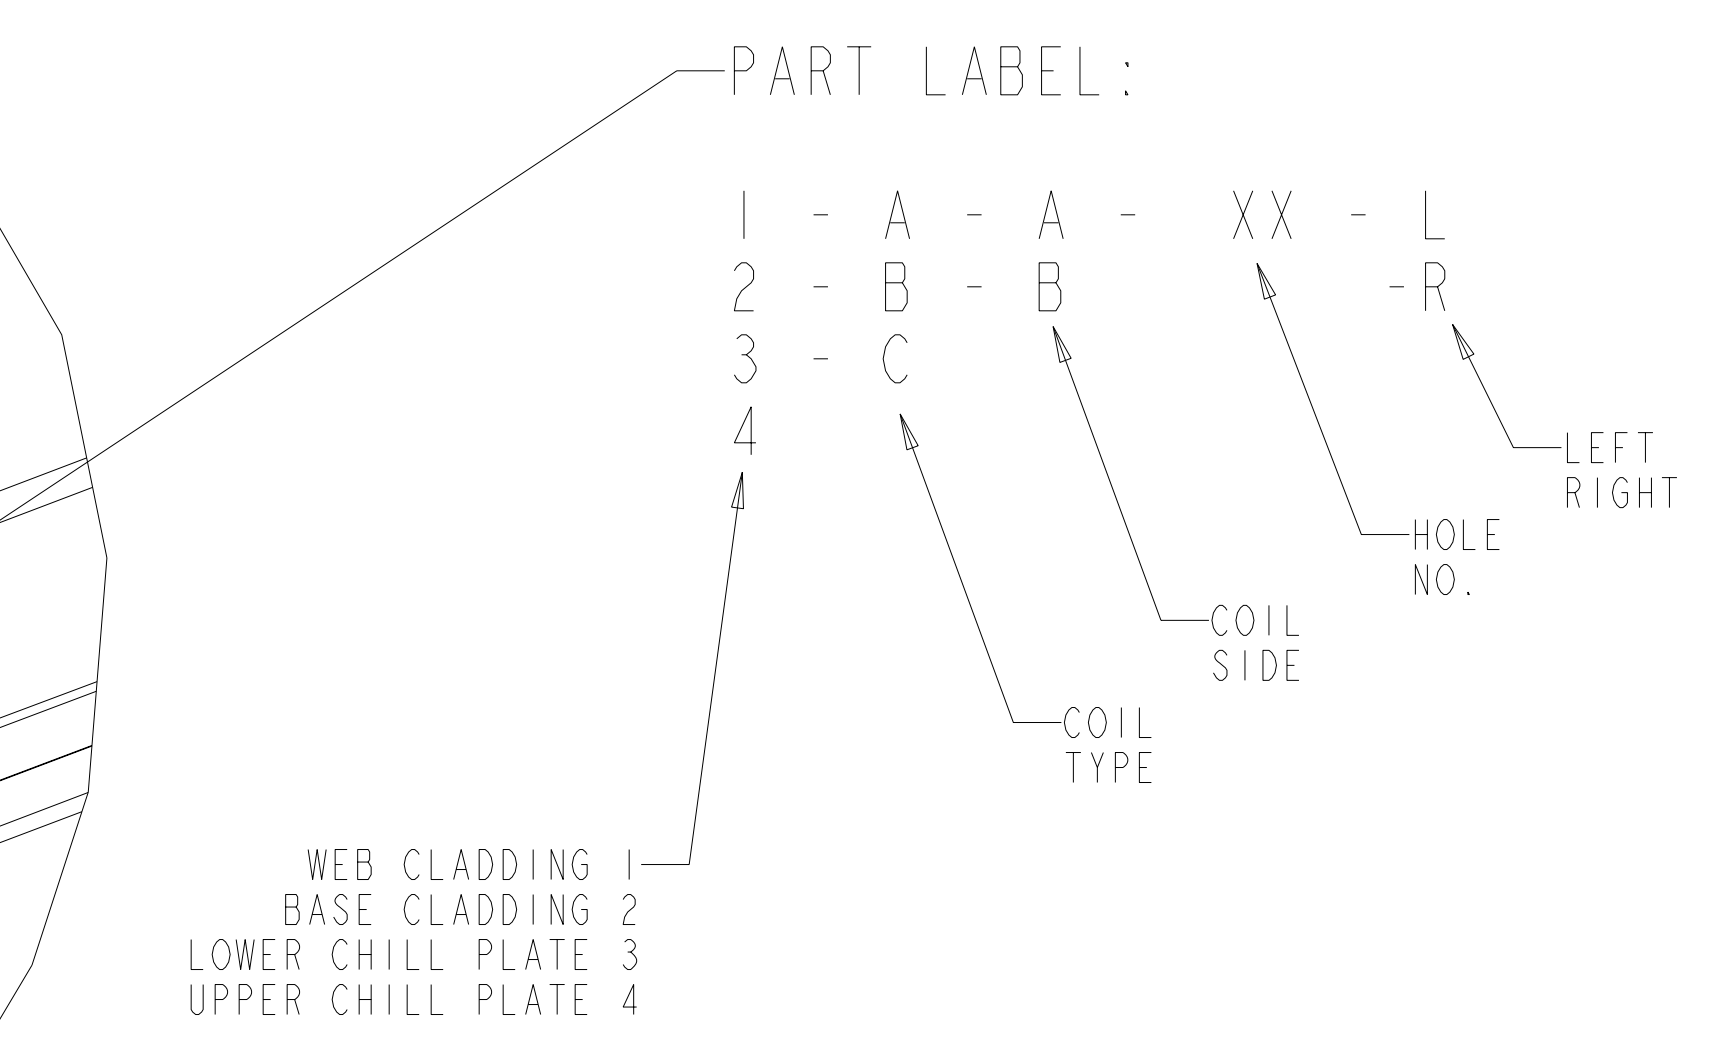 PART LABEL:
1 - A - A - XX - L
2 - B - B -R
3 - C
4
LEFT
RIGHT
HOLE
NO.
COIL
SIDE
COIL
TYPE
WEB CLADDING 1
BASE CLADDING 2
LOWER CHILL PLATE 3
UPPER CHILL PLATE 4